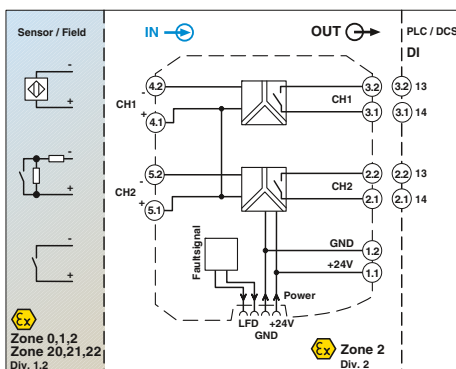 Sensor / Field
IN
OUT
PLC / DCS
DI
-
+
-
+
-
+
4.2
-
CH1
+
4.1
5.2
-
CH2
+
5.1
3.2
CH1
3.1
2.2
CH2
2.1
GND
1.2
+24V
1.1
3.2 13
3.1 14
2.2 13
2.1 14
Faultsignal
Power
LFD +24V
GND
Ex
Zone 0,1,2
Zone 20,21,22
Div. 1,2
Ex Zone 2
Div. 2